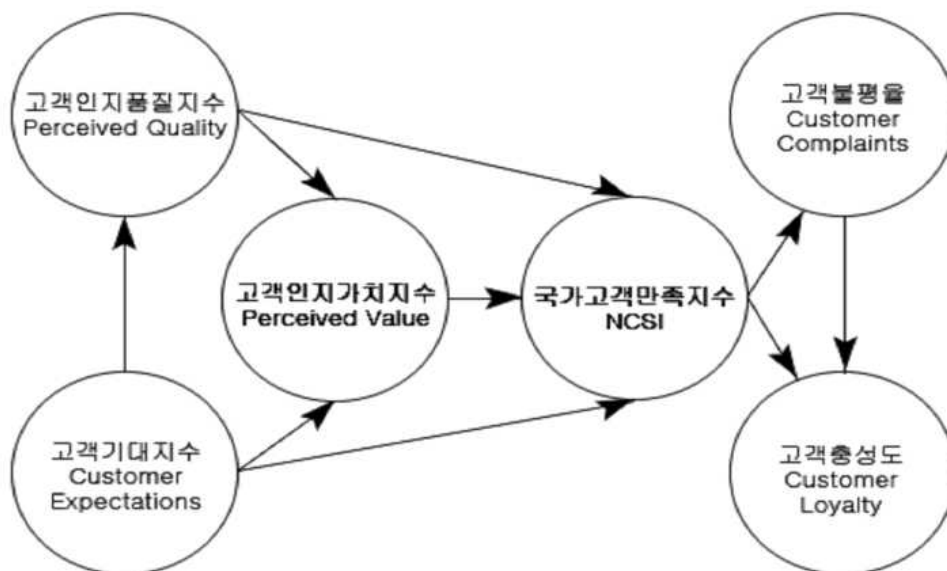 고객인지품질지수
Perceived Quality
고객불평율
Customer
Complaints
고객인지가치지수
Perceived Value
국가고객만족지수
NCSI
고객기대지수
Customer
Expectations
고객충성도
Customer
Loyalty